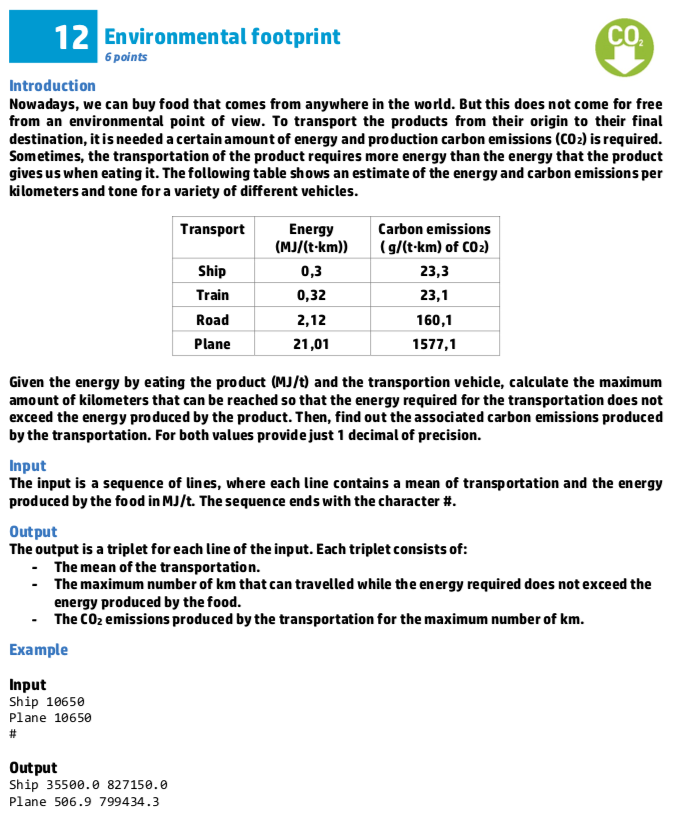 12 Environmental footprint
6 points
CO2
Introduction
Nowadays, we can buy food that comes from anywhere in the world. But this does not come for free
from an environmental point of view. To transport the products from their origin to their final
destination, it is needed a certain amount of energy and production carbon emissions (CO2) is required.
Sometimes, the transportation of the product requires more energy than the energy that the product
gives us when eating it. The following table shows an estimate of the energy and carbon emissions per
kilometers and tone for a variety of different vehicles.
Transport Energy Carbon emissions
(MJ/(t·km)) ( g/(t·km) of CO2)
Ship 0,3 23,3
Train 0,32 23,1
Road 2,12 160,1
Plane 21,01 1577,1
Given the energy by eating the product (MJ/t) and the transportion vehicle, calculate the maximum
amount of kilometers that can be reached so that the energy required for the transportation does not
exceed the energy produced by the product. Then, find out the associated carbon emissions produced
by the transportation. For both values provide just 1 decimal of precision.
Input
The input is a sequence of lines, where each line contains a mean of transportation and the energy
produced by the food in MJ/t. The sequence ends with the character #.
Output
The output is a triplet for each line of the input. Each triplet consists of:
- The mean of the transportation.
- The maximum number of km that can travelled while the energy required does not exceed the
energy produced by the food.
- The CO2 emissions produced by the transportation for the maximum number of km.
Example
Input
Ship 10650
Plane 10650
#
Output
Ship 35500.0 827150.0
Plane 506.9 799434.3